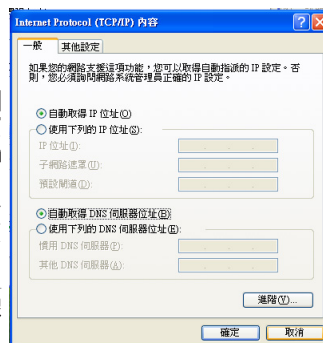 Internet Protocol (TCP/IP) 內容
一般
其他設定
如果您的網路支援這項功能，您可以取得自動指派的 IP 設定。否
則，您必須詢問網路系統管理員正確的 IP 設定。
自動取得 IP 位址(O)
使用下列的 IP 位址(S):
IP 位址(I):
子網路遮罩(U):
預設閘道(D):
自動取得 DNS 伺服器位址(B)
使用下列的 DNS 伺服器位址(E):
慣用 DNS 伺服器(P):
其他 DNS 伺服器(A):
進階(V)...
確定
取消